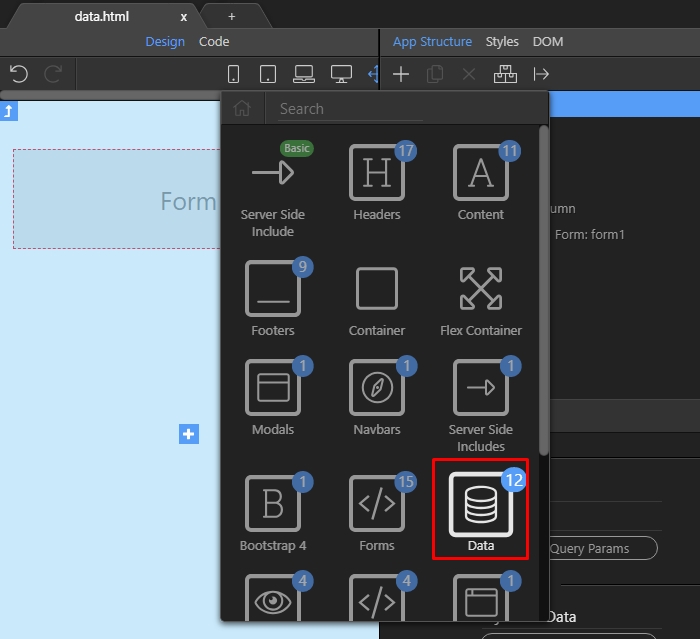 data.html x +
Design Code
App Structure Styles DOM
Search
Basic
Server Side
Include
17
Headers
11
Content
umn
Form: form1
Form
9
Footers
Container
Flex Container
1
Modals
1
Navbars
1
Server Side
Includes
1
B
Bootstrap 4
15
Forms
12
Data
Query Params
4
4
1
Data